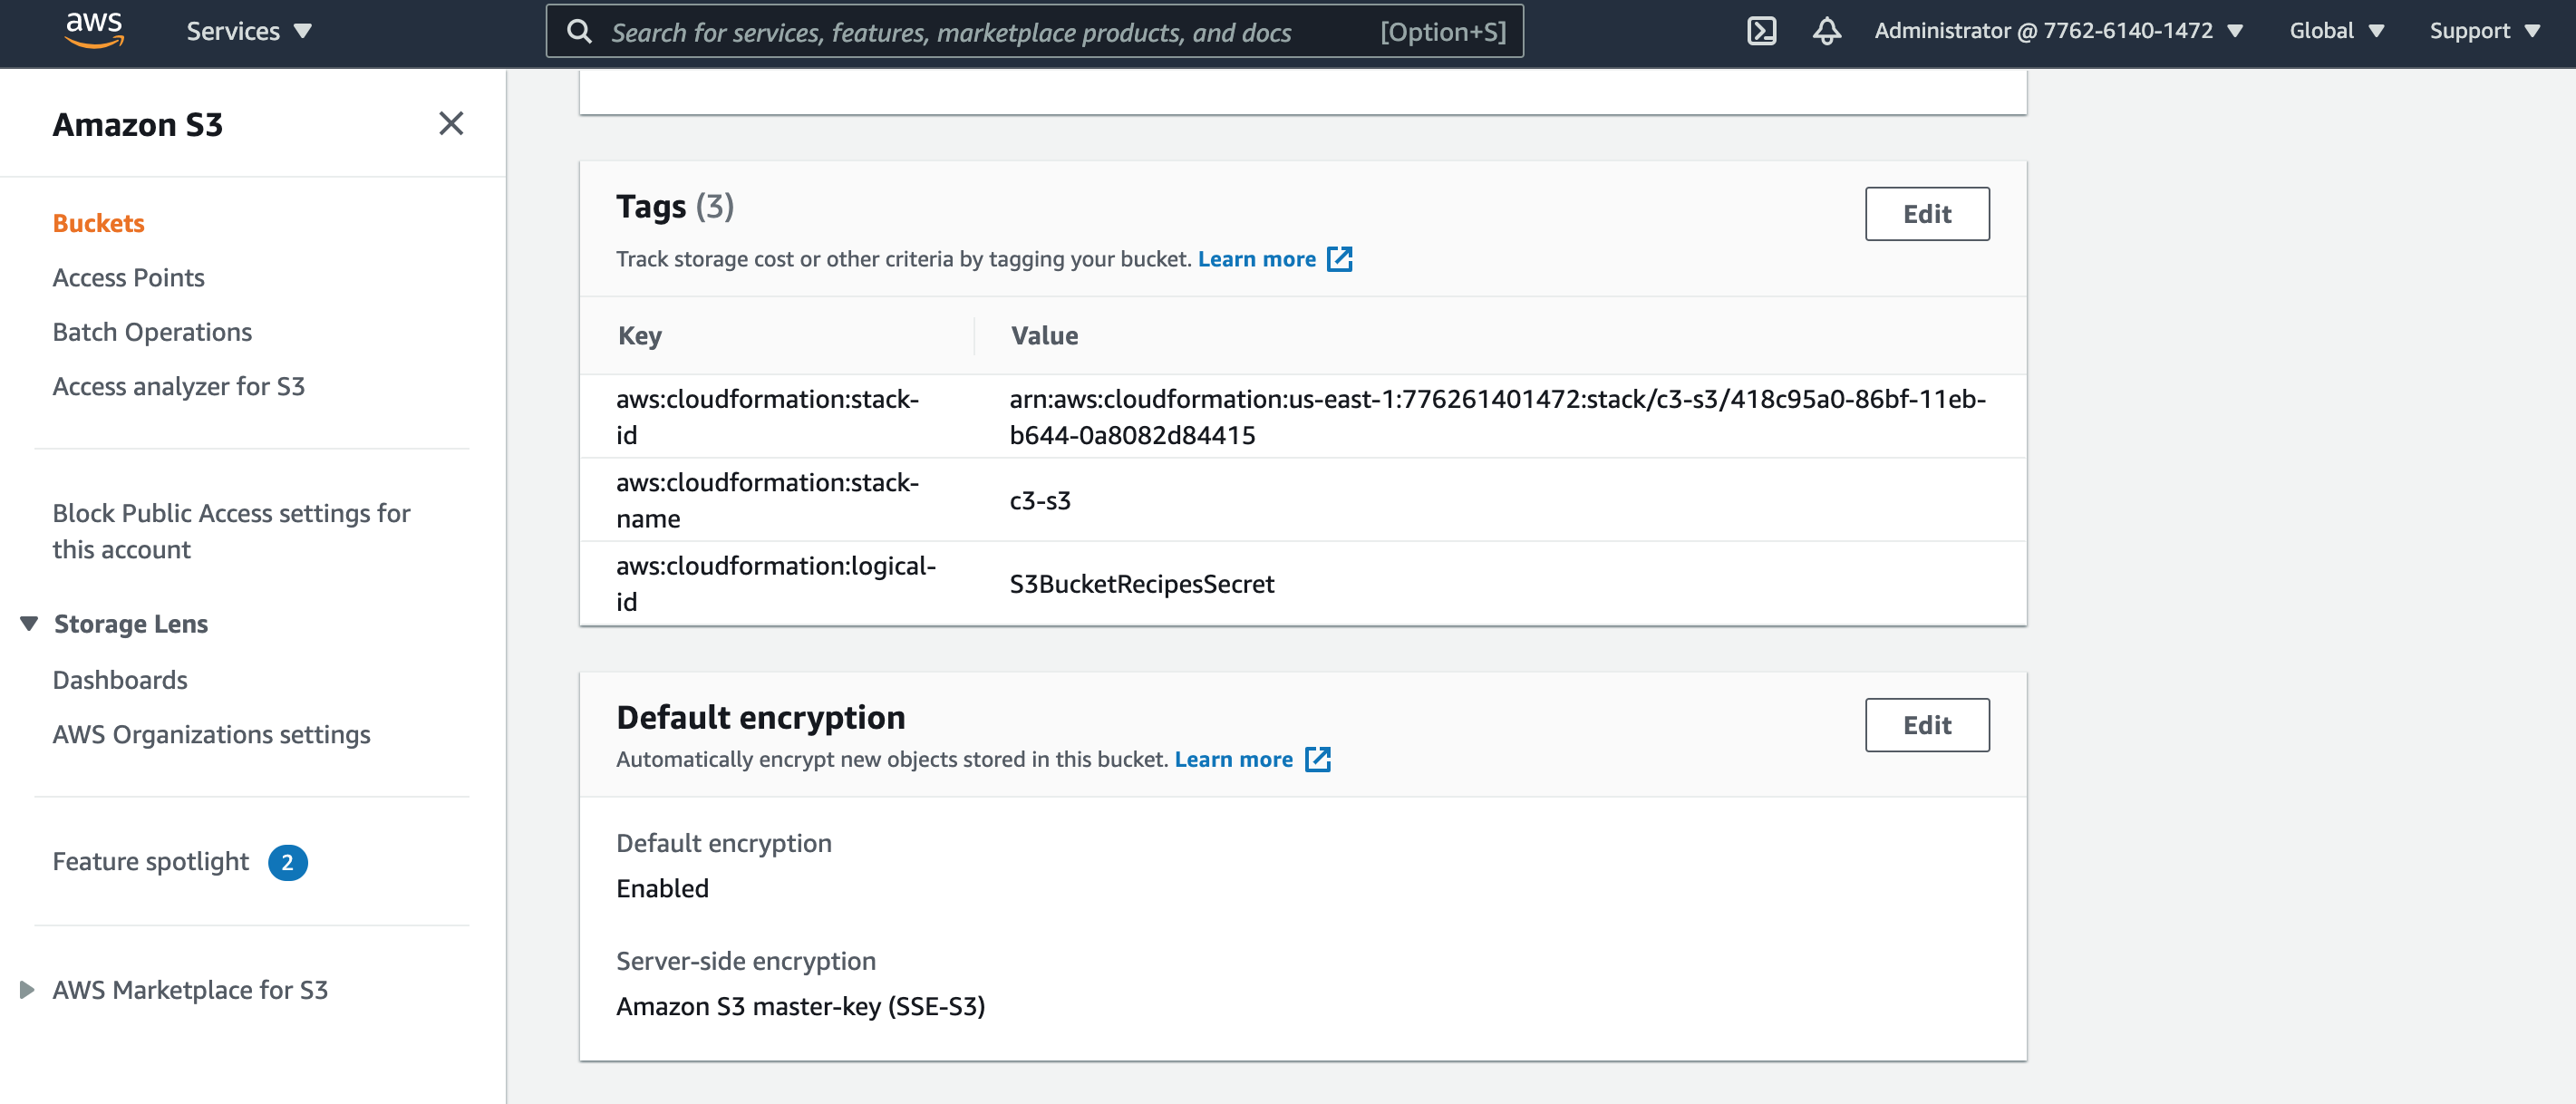 aws
Services
Search for services, features, marketplace products, and docs
[Option+S]
Administrator @ 7762-6140-1472
Global
Support
Amazon S3
Buckets
Access Points
Batch Operations
Access analyzer for S3
Block Public Access settings for
this account
Storage Lens
Dashboards
AWS Organizations settings
Feature spotlight 2
AWS Marketplace for S3
Tags (3)
Edit
Track storage cost or other criteria by tagging your bucket. Learn more
Key
Value
aws:cloudformation:stack-
id
arn:aws:cloudformation:us-east-1:776261401472:stack/c3-s3/418c95a0-86bf-11eb-
b644-0a8082d84415
aws:cloudformation:stack-
name
c3-s3
aws:cloudformation:logical-
id
S3BucketRecipesSecret
Default encryption
Edit
Automatically encrypt new objects stored in this bucket. Learn more
Default encryption
Enabled
Server-side encryption
Amazon S3 master-key (SSE-S3)